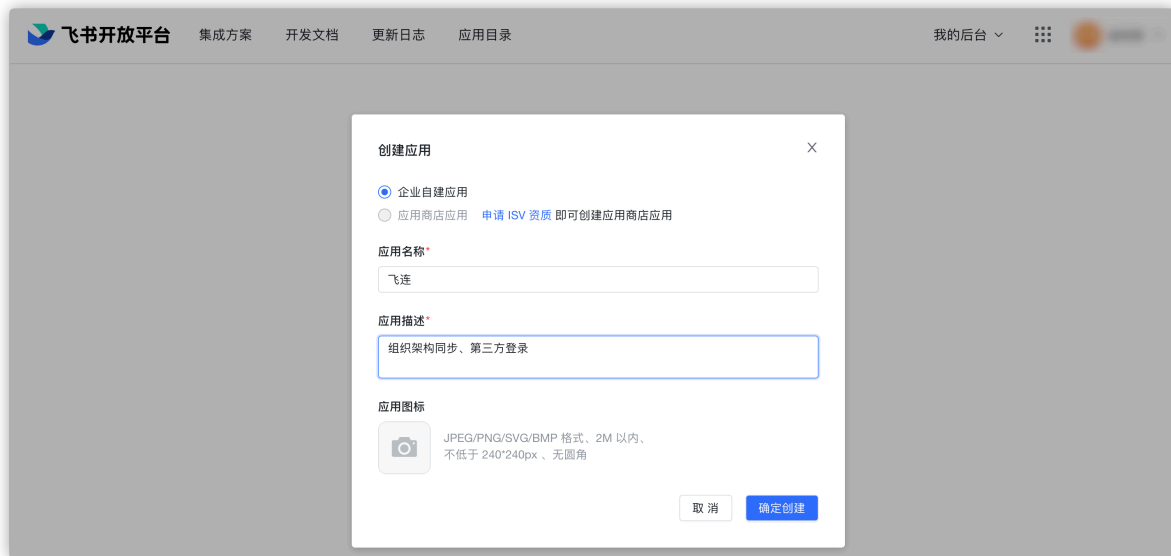 飞书开放平台 集成方案 开发文档 更新日志 应用目录 我的后台
创建应用
企业自建应用
应用商店应用 申请 ISV 资质 即可创建应用商店应用
应用名称*
飞连
应用描述*
组织架构同步、第三方登录
应用图标
JPEG/PNG/SVG/BMP 格式、2M 以内、
不低于 240*240px 、无圆角
取 消 确定创建